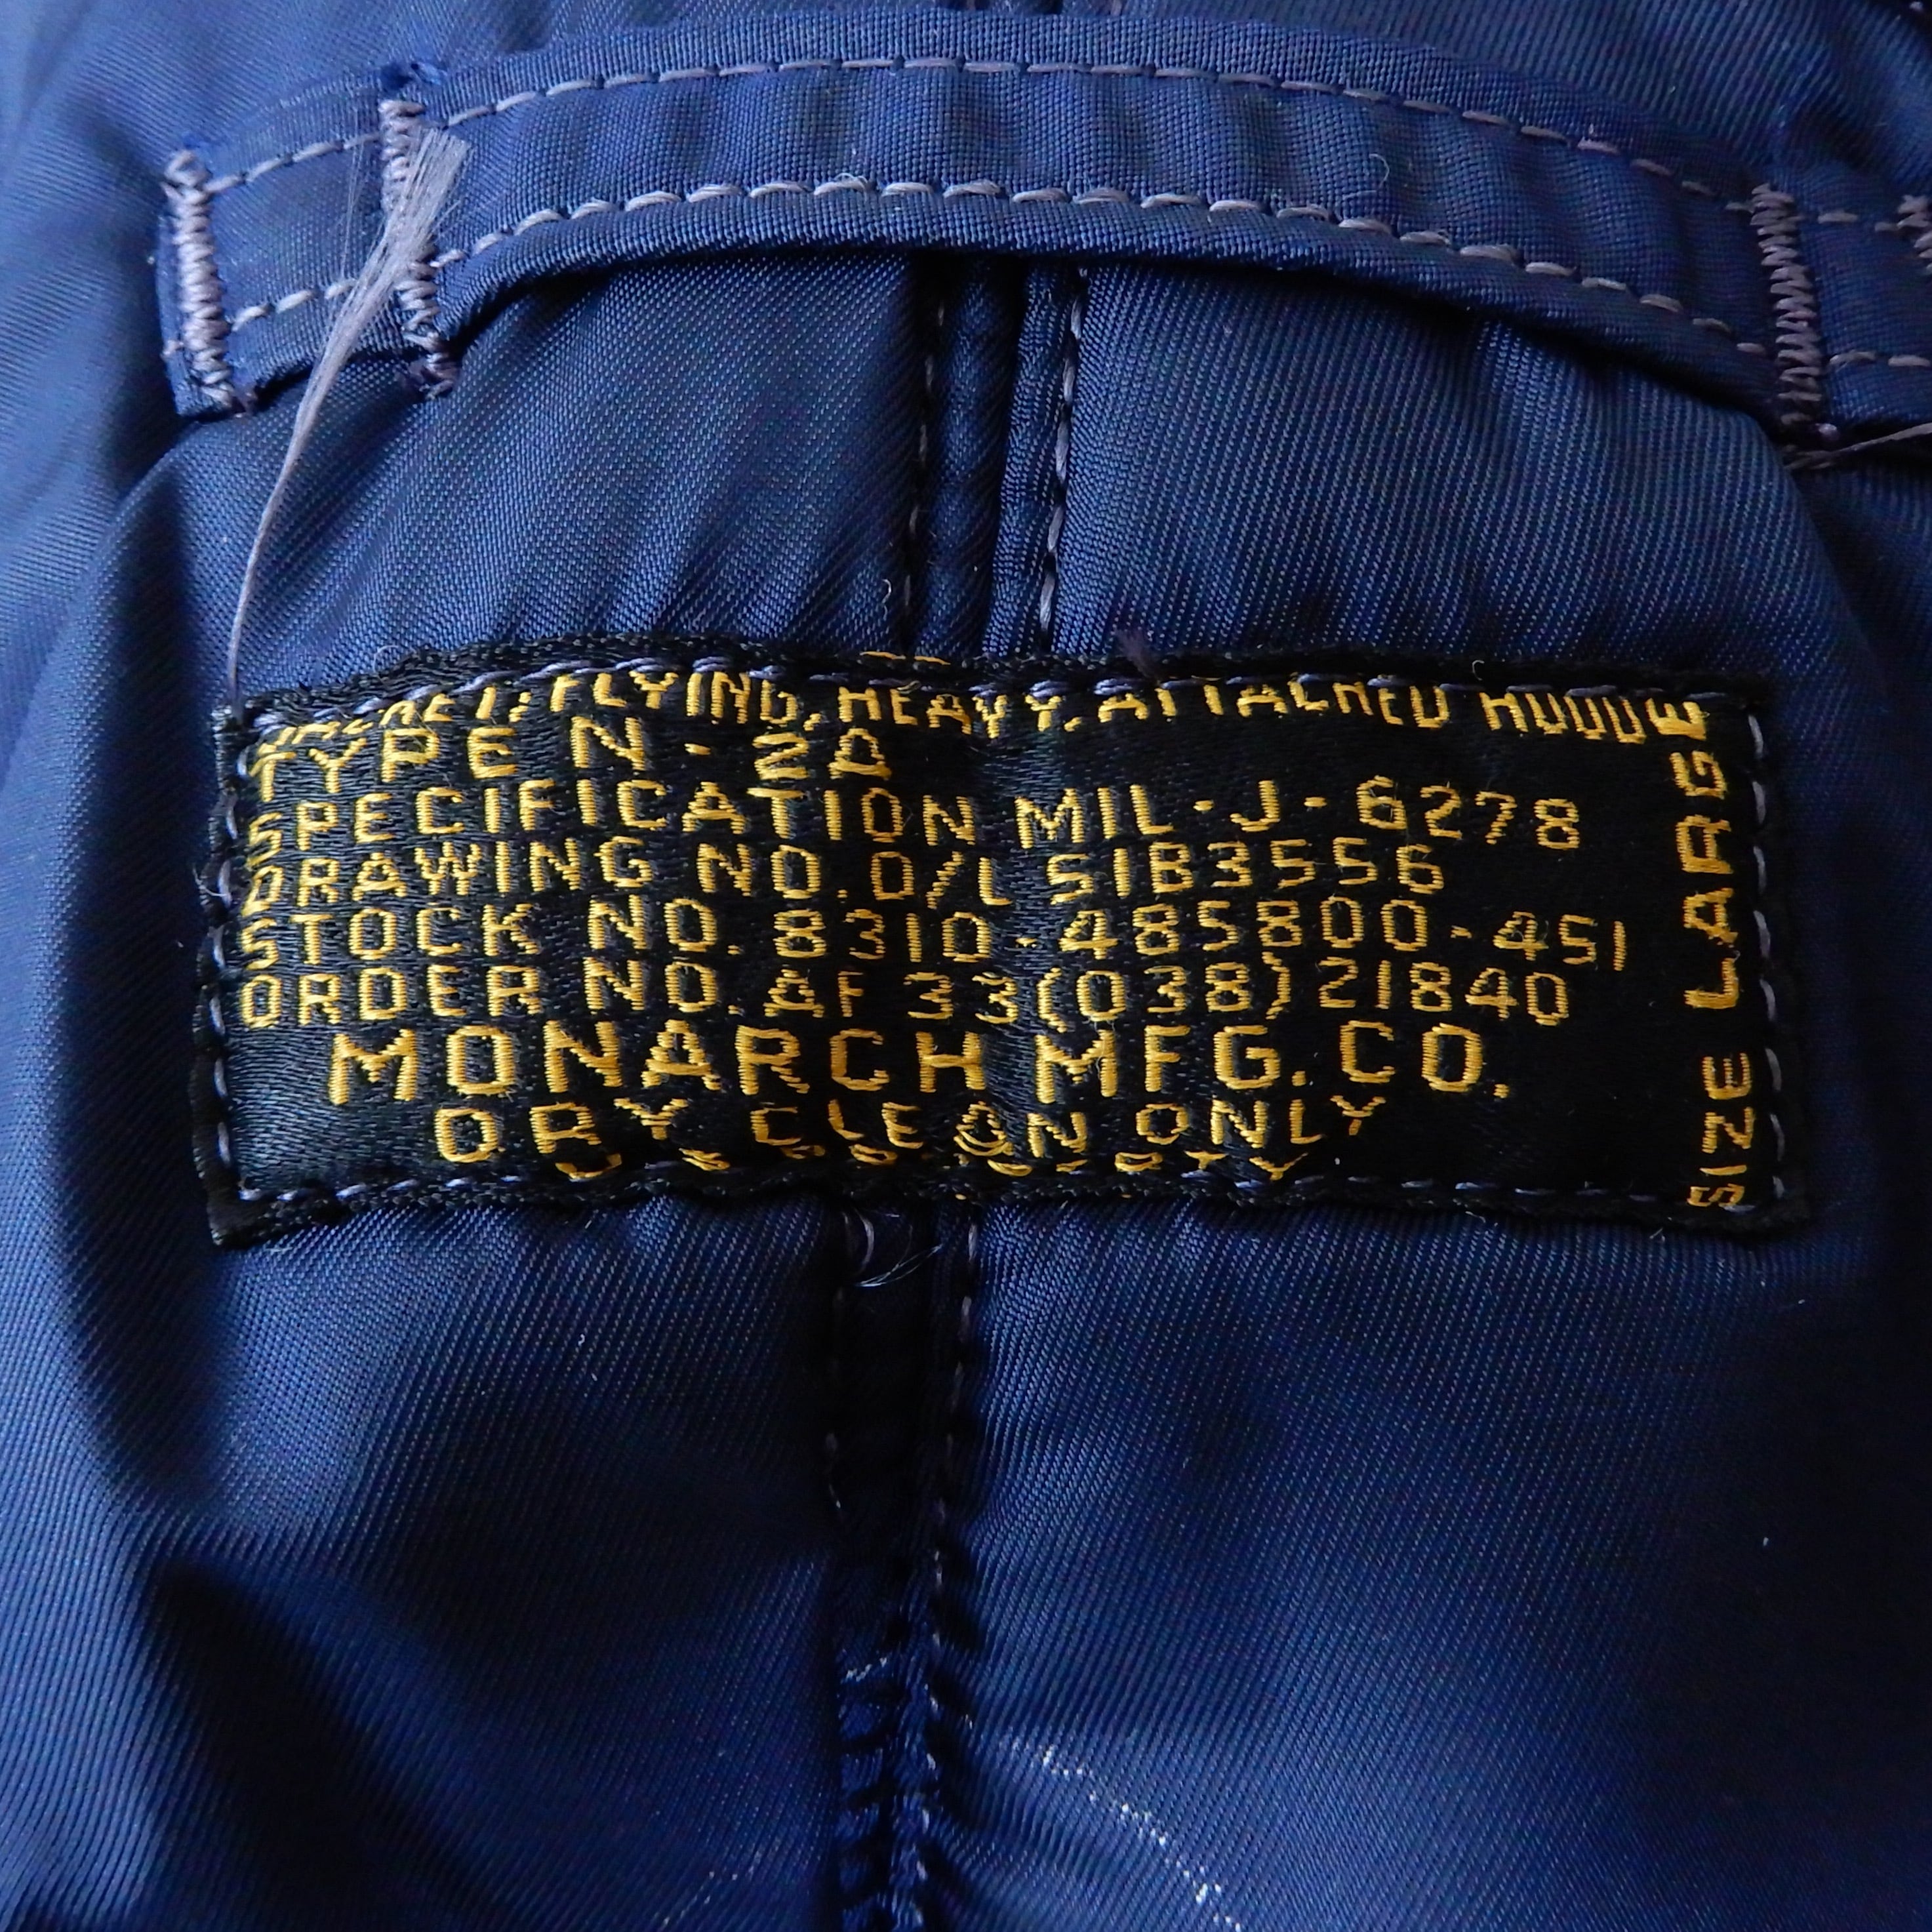 JACKET, FLYING, HEAVY, ATTACHED HOOD
TYPE N-2A
SPECIFICATION MIL-J-6278
DRAWING NO. O/L S1B3556
STOCK NO. 8310-485800-451
ORDER NO. AF 33(038)21840
MONARCH MFG. CO.
DRY CLEAN ONLY
SIZE LARGE